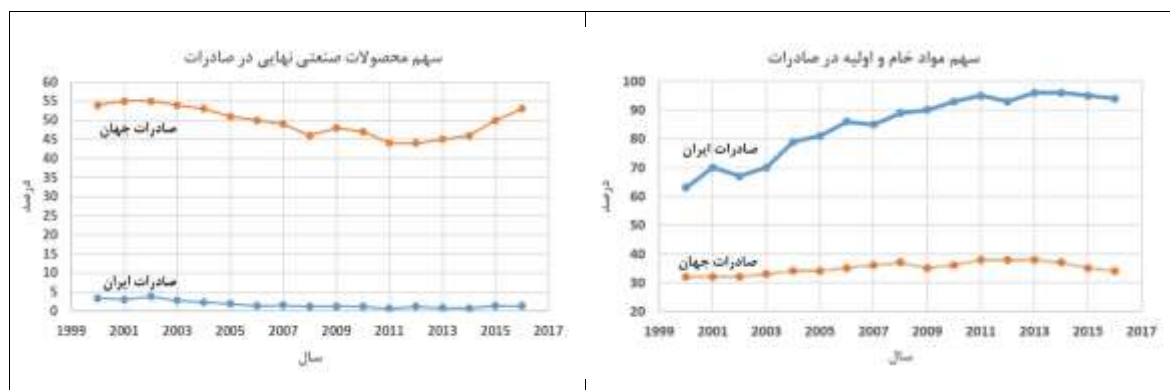 سهم مواد خام و اولیه در صادرات
100
90
80
70
60
50
40
30
20
درصد
صادرات ایران
صادرات جهان
1999 2001 2003 2005 2007 2009 2011 2013 2015 2017
سال
سهم محصولات صنعتی نهایی در صادرات
60
55
50
45
40
35
30
25
20
15
10
5
0
درصد
صادرات جهان
صادرات ایران
1999 2001 2003 2005 2007 2009 2011 2013 2015 2017
سال